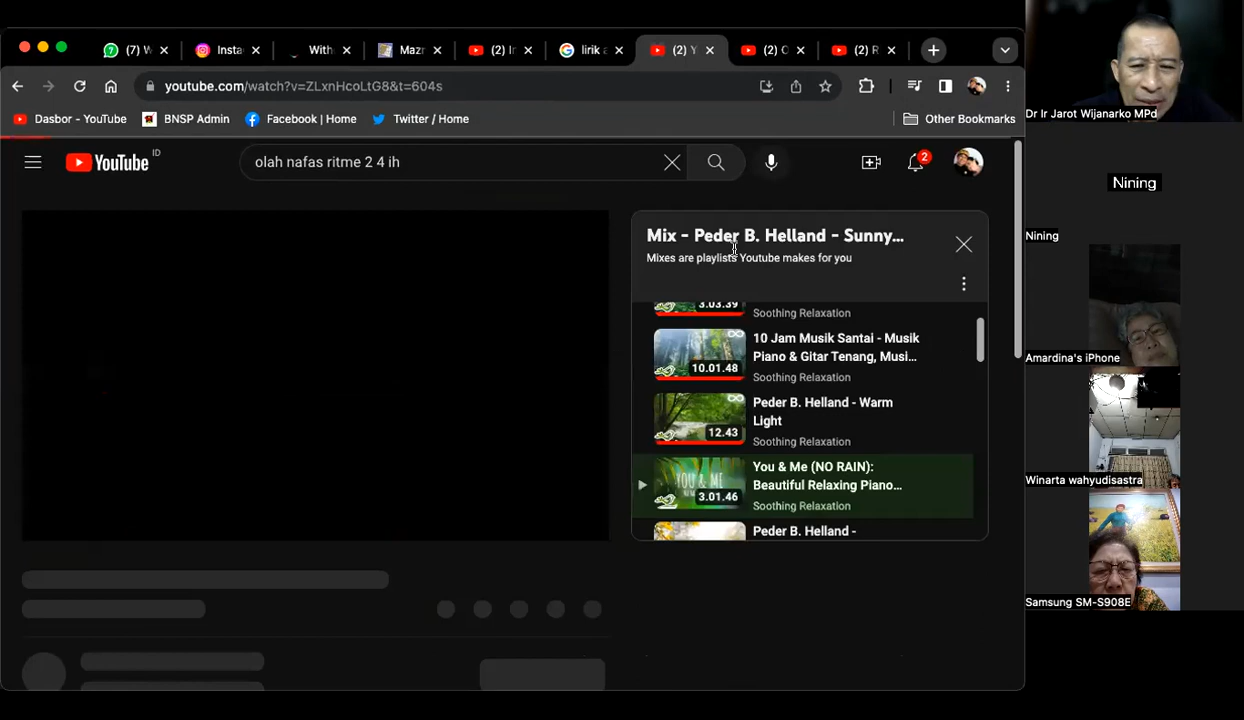 (7) W
Insta
With
Mazr
(2) Ir
lirik a
(2) Y
(2) C
(2) R
youtube.com/watch?v=ZLxnHcoLtG8&t=604s
Dasbor - YouTube
BNSP Admin
Facebook | Home
Twitter / Home
Other Bookmarks
YouTube ID
olah nafas ritme 2 4 ih
2
Mix - Peder B. Helland - Sunny...
Mixes are playlists Youtube makes for you
3.03.39
Soothing Relaxation
10 Jam Musik Santai - Musik
Piano & Gitar Tenang, Musi...
10.01.48
Soothing Relaxation
Peder B. Helland - Warm
Light
12.43
Soothing Relaxation
You & Me (NO RAIN):
Beautiful Relaxing Piano...
YOU & ME
3.01.46
Soothing Relaxation
Peder B. Helland -
Dr Ir Jarot Wijanarko MPd
Nining
Nining
Amardina's iPhone
Winarta wahyudisastra
Samsung SM-S908E